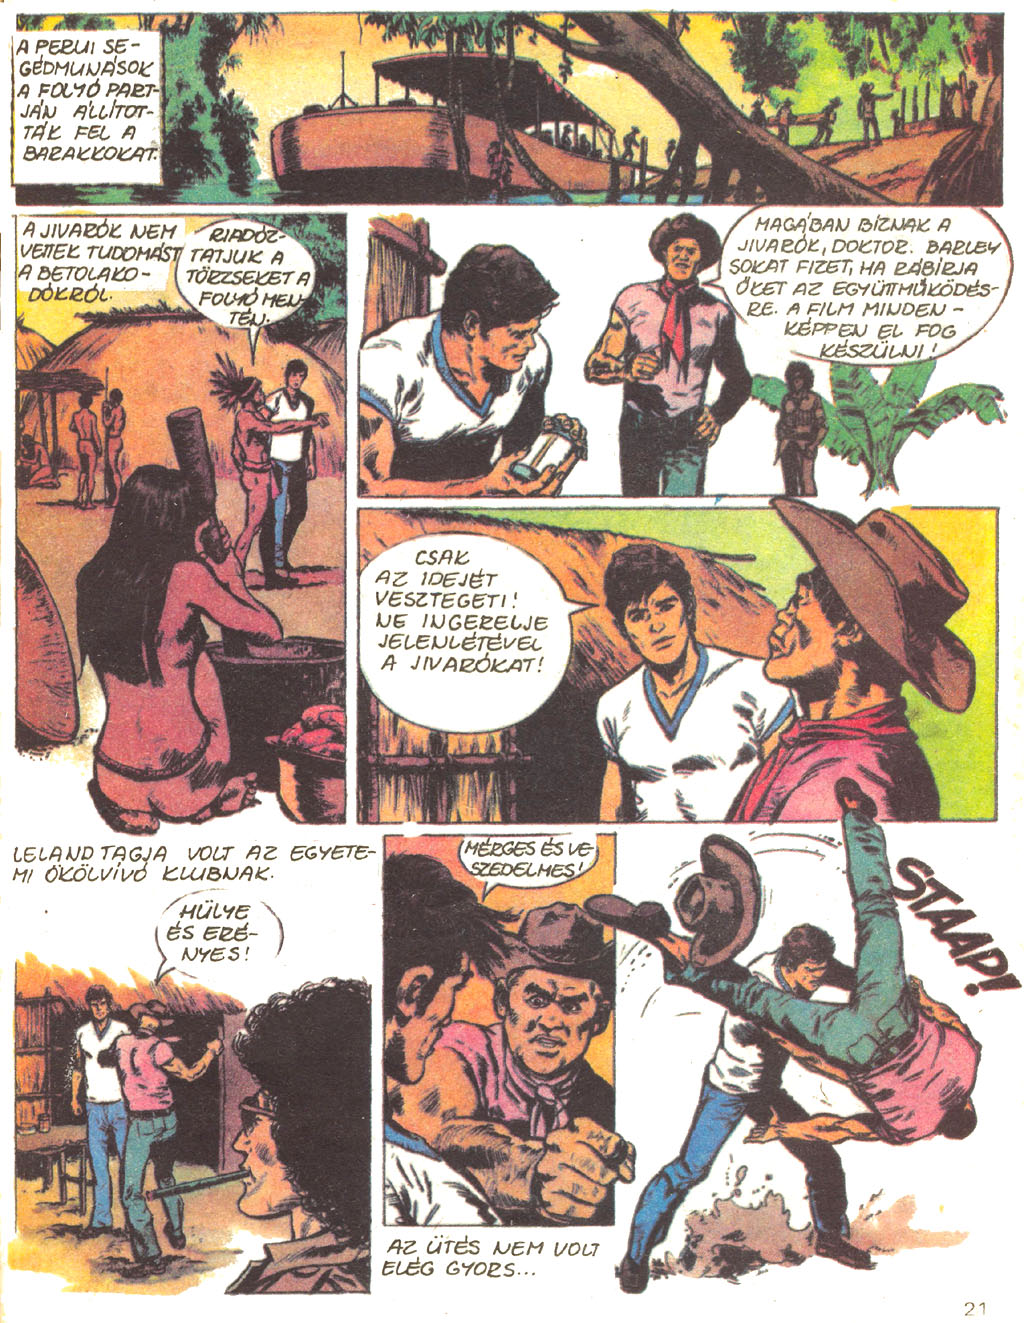 A PERUI SE-
GÉDMUNÁSOK
A FOLYÓ PART-
JÁN ÁLLÍTOT-
TÁK FEL A
BARAKKOKAT.
A JIVARÓK NEM
VETTEK TUDOMÁST
A BETOLAKO-
DÓKRÓL.
RIADÓZ-
TATJUK A
TÖRZSEKET A
FOLYÓ MEN-
TÉN.
MAGÁBAN BÍZNAK A
JIVARÓK, DOKTOR. BARLEY
SOKAT FIZET, HA RÁBÍRJA
ŐKET AZ EGYÜTTMŰKÖDÉS-
RE. A FILM MINDEN-
KÉPPEN EL FOG
KÉSZÜLNI!
CSAK
AZ IDEJÉT
VESZTEGETI!
NE INGERELJE
JELENLÉTÉVEL
A JIVARÓKAT!
LELAND TAGJA VOLT AZ EGYETE-
MI ÖKÖLVÍVÓ KLUBNAK.
HÜLYE
ÉS ERÉ-
NYES!
MÉRGES ÉS VE-
SZEDELMES!
AZ ÜTÉS NEM VOLT
ELÉG GYORS...
STAAP!
21